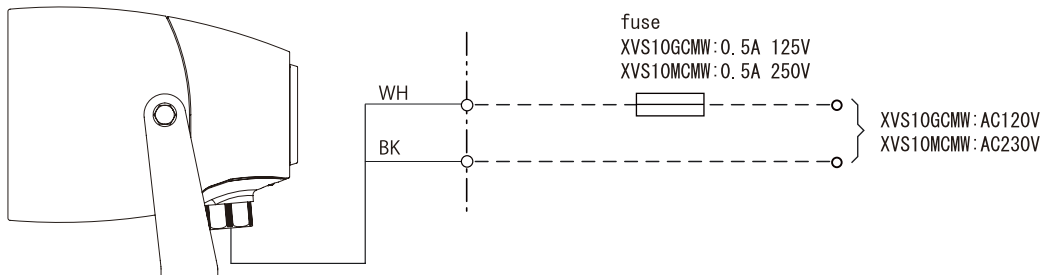 fuse
XVS10GCMW:0.5A 125V
XVS10MCMW:0.5A 250V
WH
BK
XVS10GCMW:AC120V
XVS10MCMW:AC230V